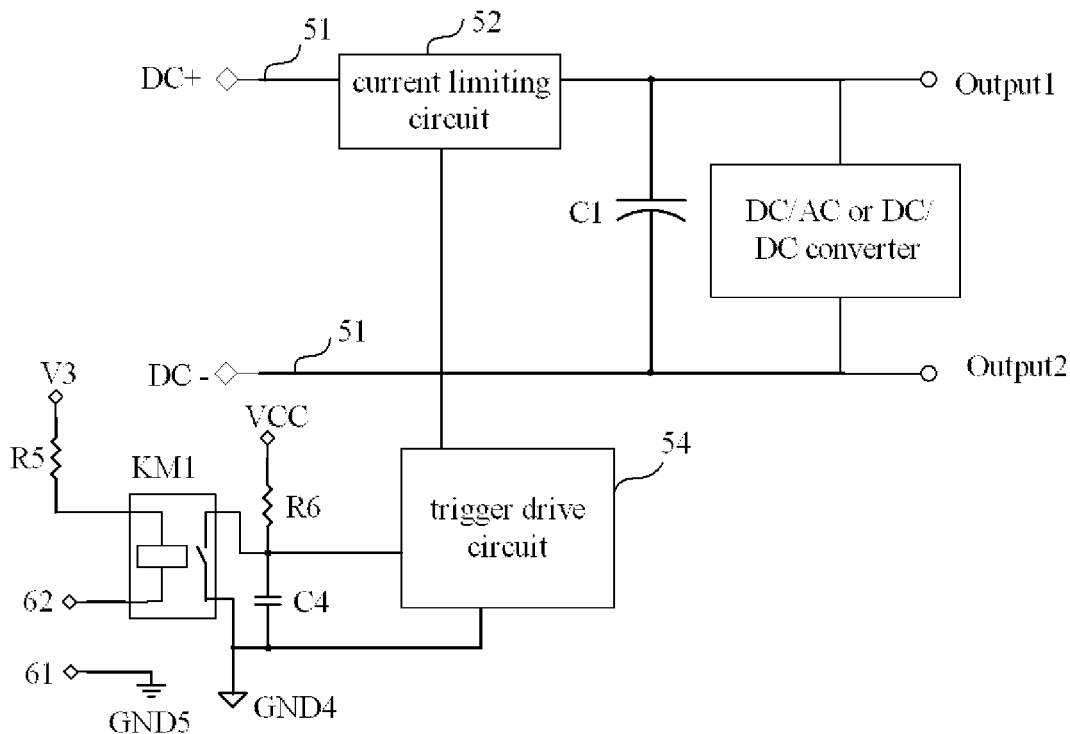 51
52
DC+
current limiting
circuit
Output1
C1
DC/AC or DC/
DC converter
51
DC -
Output2
V3
VCC
54
R5
KM1
R6
trigger drive
circuit
62
C4
61
GND5
GND4